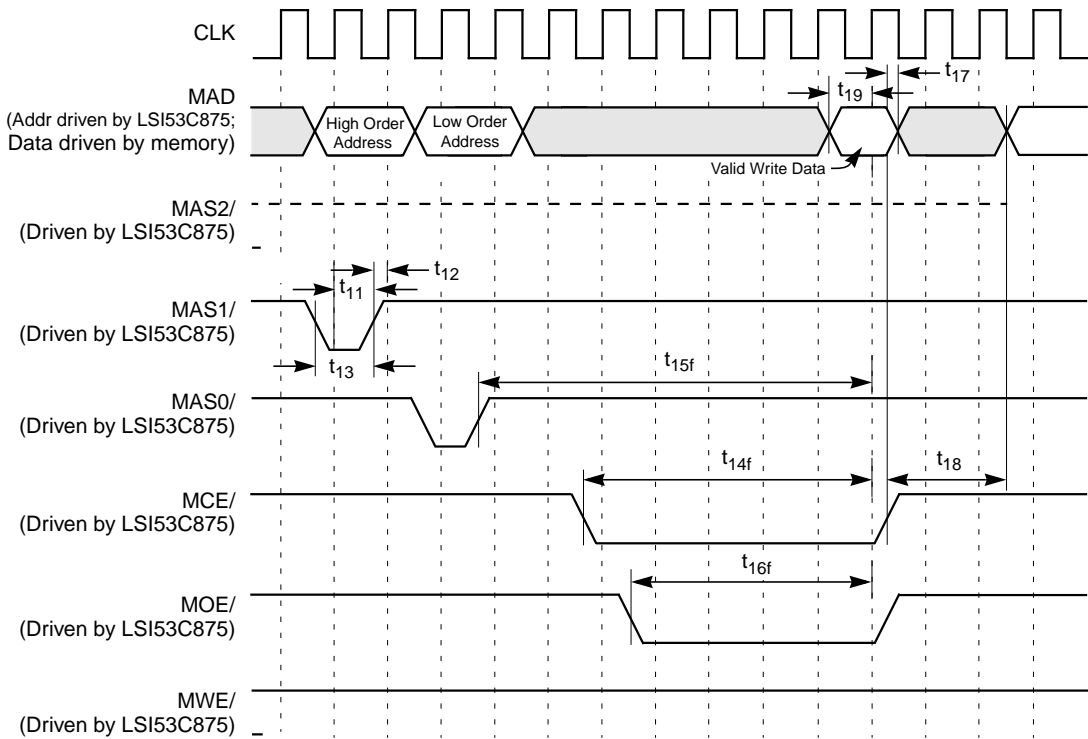 CLK
MAD
(Addr driven by LSI53C875;
Data driven by memory)
High Order
Address
Low Order
Address
t19
t17
Valid Write Data
MAS2/
(Driven by LSI53C875)
t12
t11
MAS1/
(Driven by LSI53C875)
t13
t15f
MAS0/
(Driven by LSI53C875)
t14f
t18
MCE/
(Driven by LSI53C875)
t16f
MOE/
(Driven by LSI53C875)
MWE/
(Driven by LSI53C875)